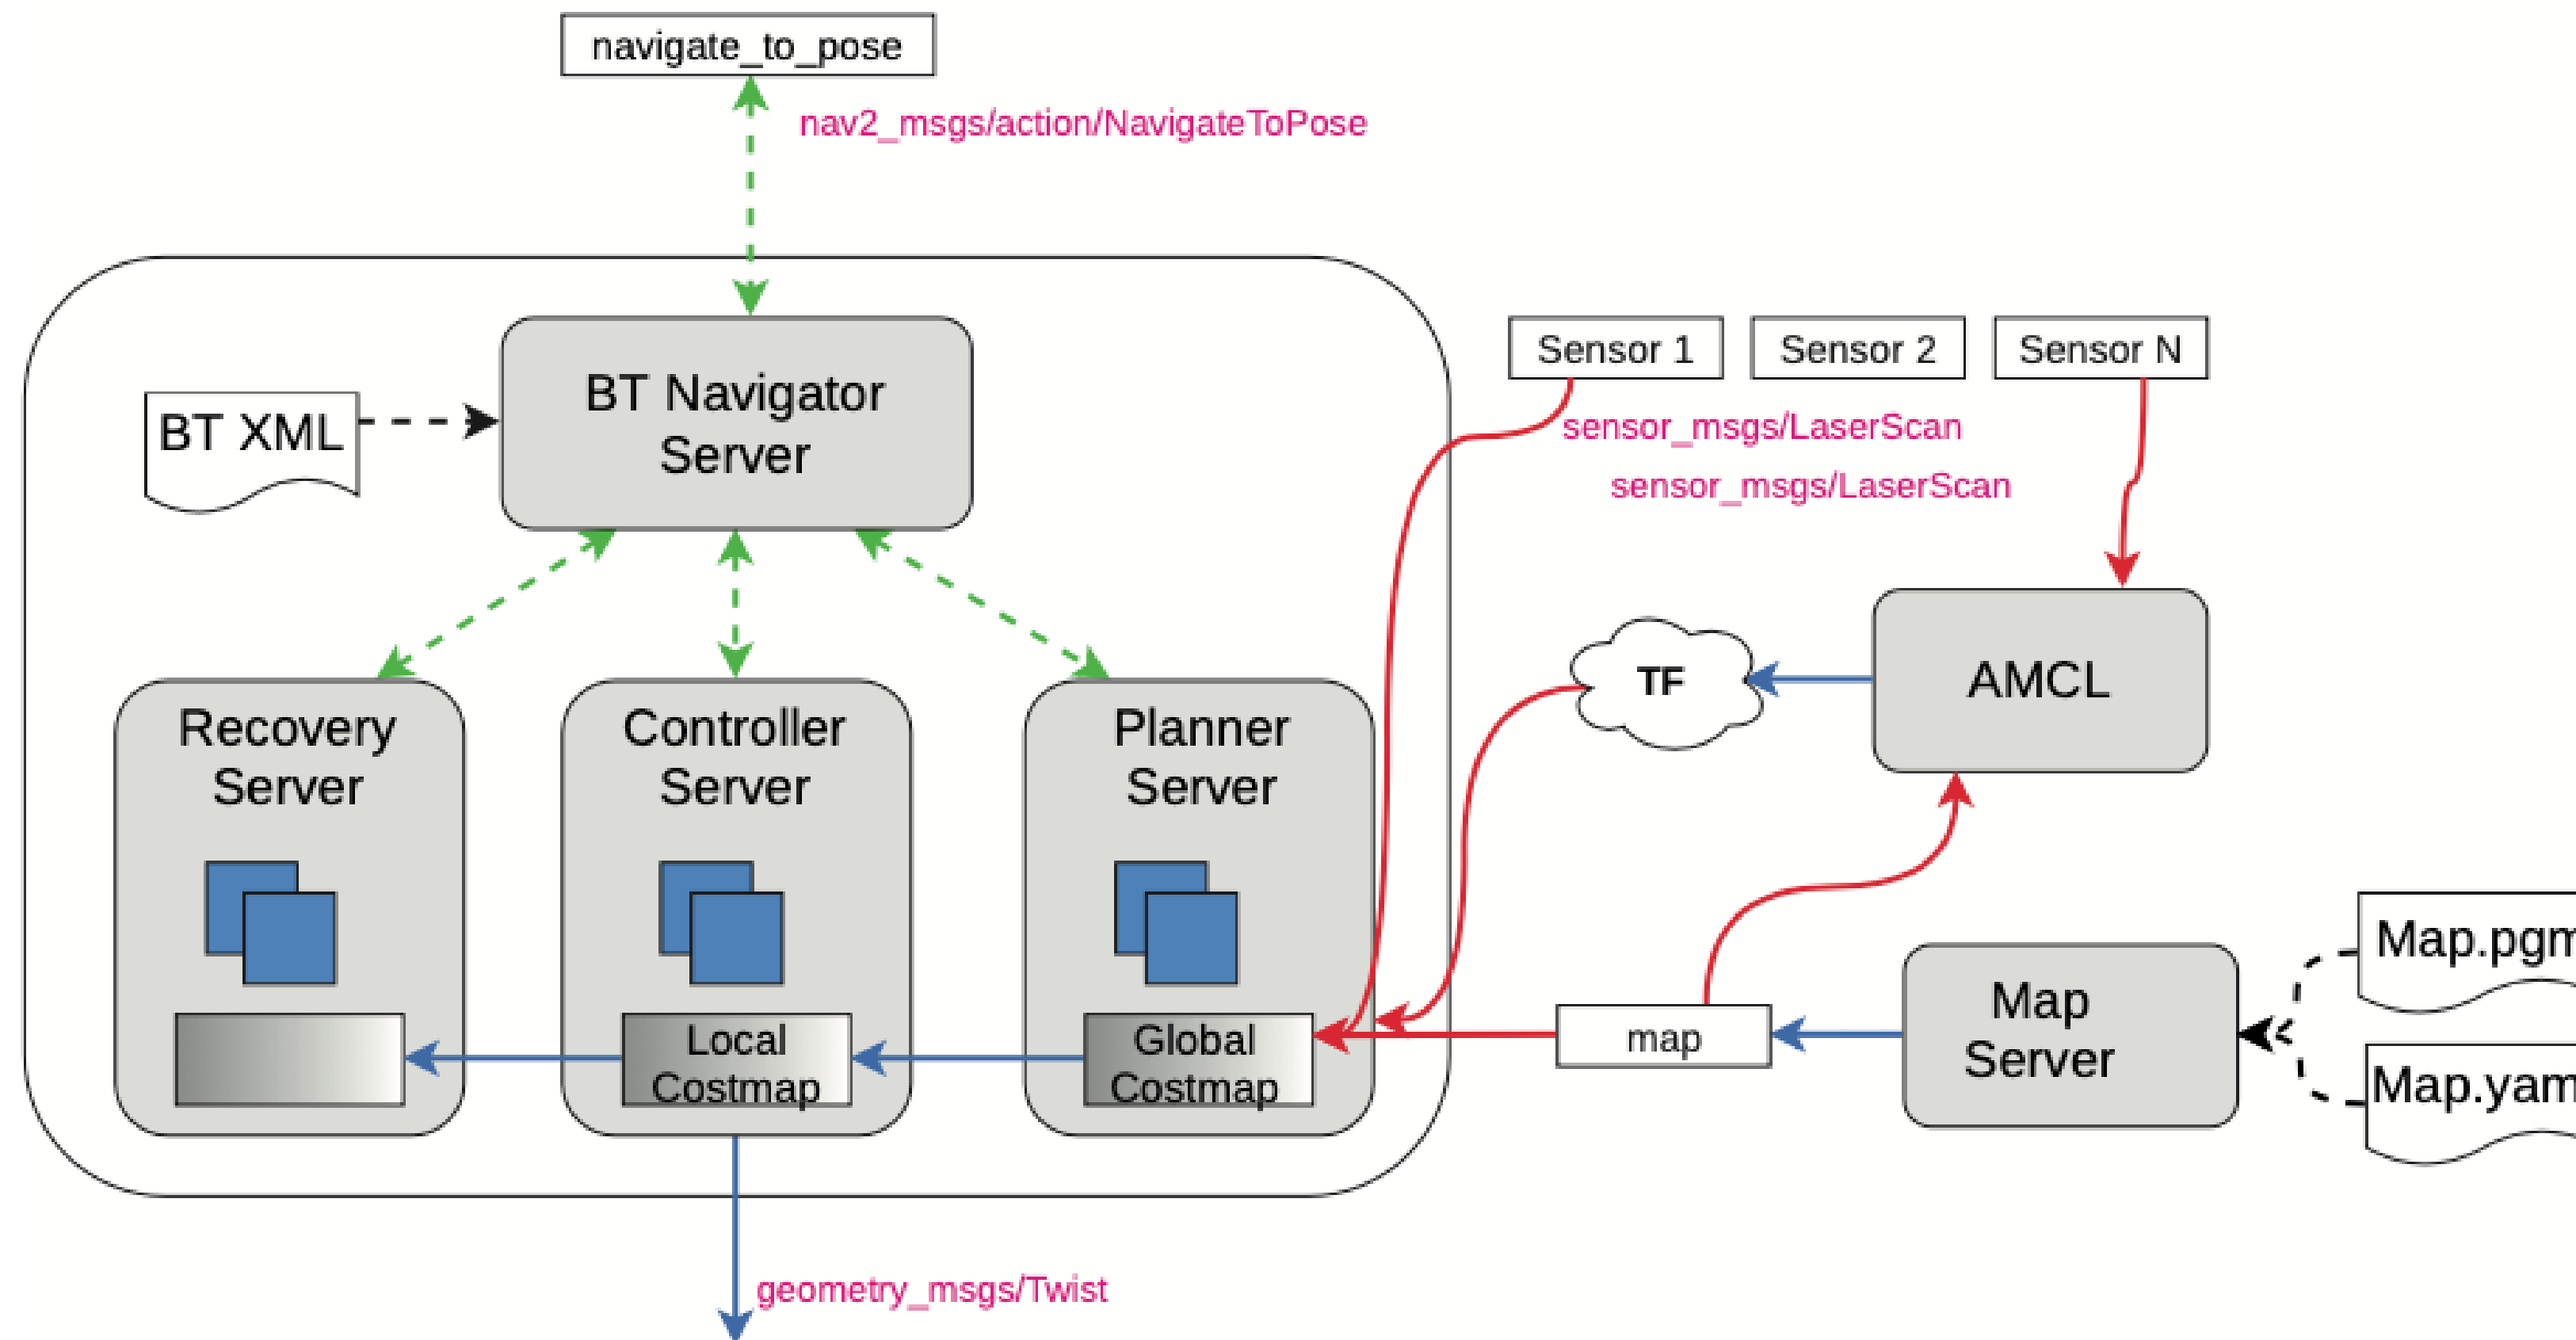 navigate_to_pose
nav2_msgs/action/NavigateToPose
BT XML
BT Navigator
Server
Sensor 1
Sensor 2
Sensor N
sensor_msgs/LaserScan
sensor_msgs/LaserScan
Recovery
Server
Controller
Server
Planner
Server
TF
AMCL
Local
Costmap
Global
Costmap
map
Map
Server
Map.pgm
Map.yam
geometry_msgs/Twist